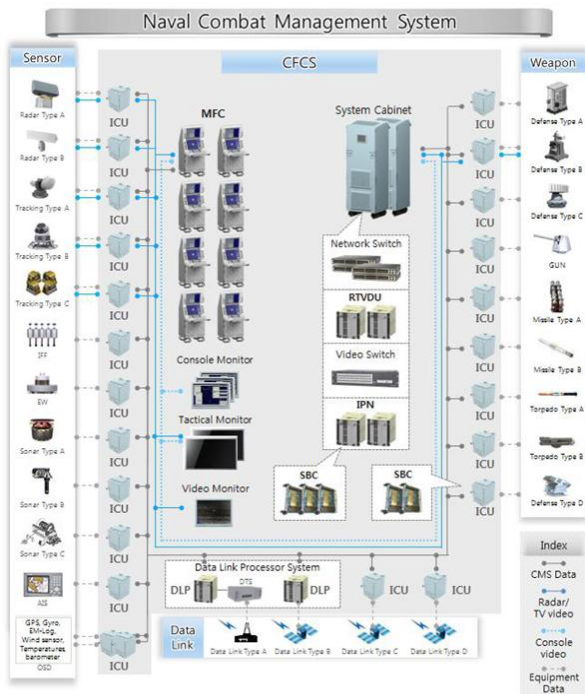 Naval Combat Management System
Sensor
CFCS
Weapon
Radar Type A
Radar Type B
Tracking Type A
Tracking Type B
Tracking Type C
IFF
EW
Sonar Type A
Sonar Type B
Sonar Type C
AIS
GPS, Gyro,
EM-Log,
Wind sensor,
Temperatures,
barometer
OSD
ICU
ICU
ICU
ICU
ICU
ICU
ICU
ICU
ICU
ICU
ICU
ICU
MFC
Console Monitor
Tactical Monitor
Video Monitor
System Cabinet
Network Switch
RTVDU
Video Switch
IPN
SBC
SBC
Data Link Processor System
DLP
DTS
DLP
ICU
ICU
Data
Link
Data Link Type A
Data Link Type B
Data Link Type C
Data Link Type D
ICU
ICU
ICU
ICU
ICU
ICU
ICU
ICU
ICU
Defense Type A
Defense Type B
Defense Type C
GUN
Missile Type A
Missile Type B
Torpedo Type A
Torpedo Type B
Defense Type D
Index
CMS Data
Radar/
TV video
Console
video
Equipment
Data